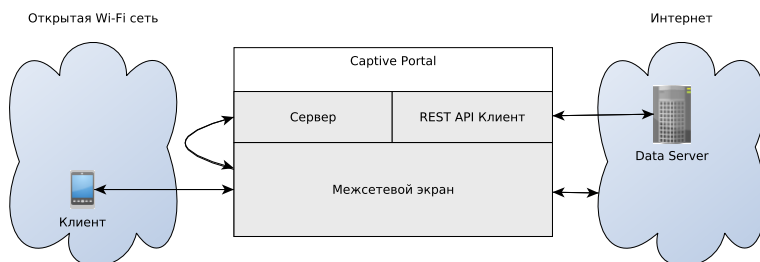 Открытая Wi-Fi сеть
Интернет
Captive Portal
Сервер
REST API Клиент
Data Server
Межсетевой экран
Клиент